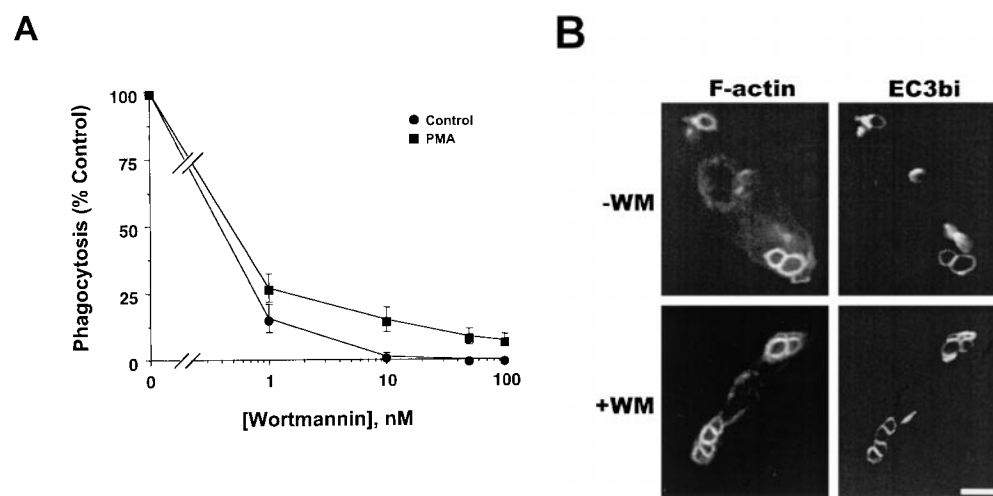 A
Phagocytosis (% Control)
100
75
50
25
0
Control
PMA
0
1
10
100
[Wortmannin], nM
B
F-actin
EC3bi
-WM
+WM